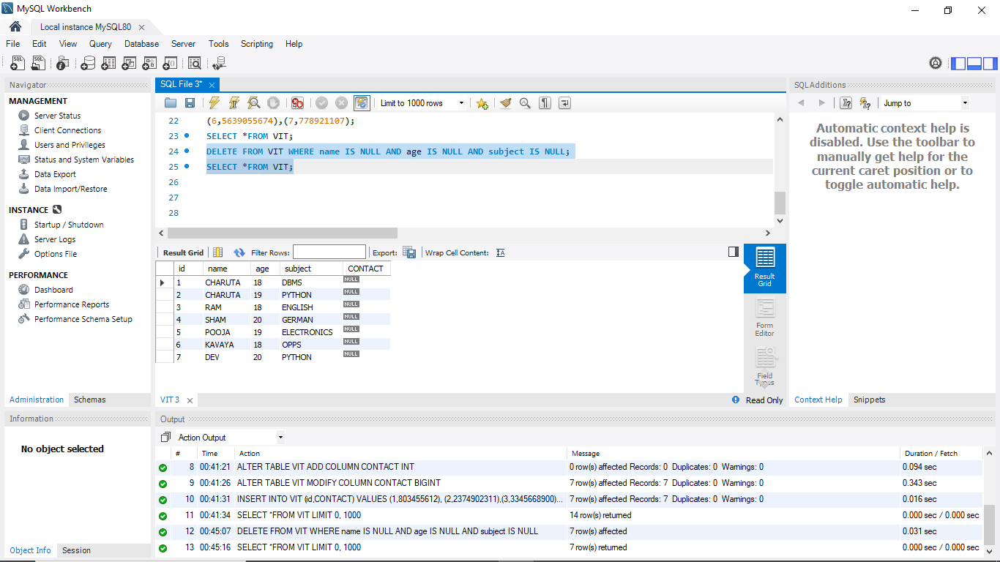 MySQL Workbench
Local instance MySQL80
File Edit View Query Database Server Tools Scripting Help
Navigator
MANAGEMENT
Server Status
Client Connections
Users and Privileges
Status and System Variables
Data Export
Data Import/Restore
INSTANCE
Startup / Shutdown
Server Logs
Options File
PERFORMANCE
Dashboard
Performance Reports
Performance Schema Setup
Administration Schemas
Information
No object selected
Object Info Session
SQL File 3*
Limit to 1000 rows
22 (6,5639055674),(7,778921107);
23 SELECT *FROM VIT;
24 DELETE FROM VIT WHERE name IS NULL AND age IS NULL AND subject IS NULL;
25 SELECT *FROM VIT;
26
27
28
Result Grid Filter Rows: Export: Wrap Cell Content:
id name age subject CONTACT
1 CHARUTA 18 DBMS NULL
2 CHARUTA 19 PYTHON NULL
3 RAM 18 ENGLISH NULL
4 SHAM 20 GERMAN NULL
5 POOJA 19 ELECTRONICS NULL
6 KAVAYA 18 OPPS NULL
7 DEV 20 PYTHON NULL
Result
Grid
Form
Editor
Field
Types
VIT 3
Read Only
SQLAdditions
Jump to
Automatic context help is
disabled. Use the toolbar to
manually get help for the
current caret position or to
toggle automatic help.
Context Help Snippets
Output
Action Output
# Time Action Message Duration / Fetch
8 00:41:21 ALTER TABLE VIT ADD COLUMN CONTACT INT 0 row(s) affected Records: 0 Duplicates: 0 Warnings: 0 0.094 sec
9 00:41:26 ALTER TABLE VIT MODIFY COLUMN CONTACT BIGINT 7 row(s) affected Records: 7 Duplicates: 0 Warnings: 0 0.343 sec
10 00:41:31 INSERT INTO VIT (id,CONTACT) VALUES (1,803455612), (2,2374902311),(3,3345668900)... 7 row(s) affected Records: 7 Duplicates: 0 Warnings: 0 0.016 sec
11 00:41:34 SELECT *FROM VIT LIMIT 0, 1000 14 row(s) returned 0.000 sec / 0.000 sec
12 00:45:07 DELETE FROM VIT WHERE name IS NULL AND age IS NULL AND subject IS NULL 7 row(s) affected 0.031 sec
13 00:45:16 SELECT *FROM VIT LIMIT 0, 1000 7 row(s) returned 0.000 sec / 0.000 sec